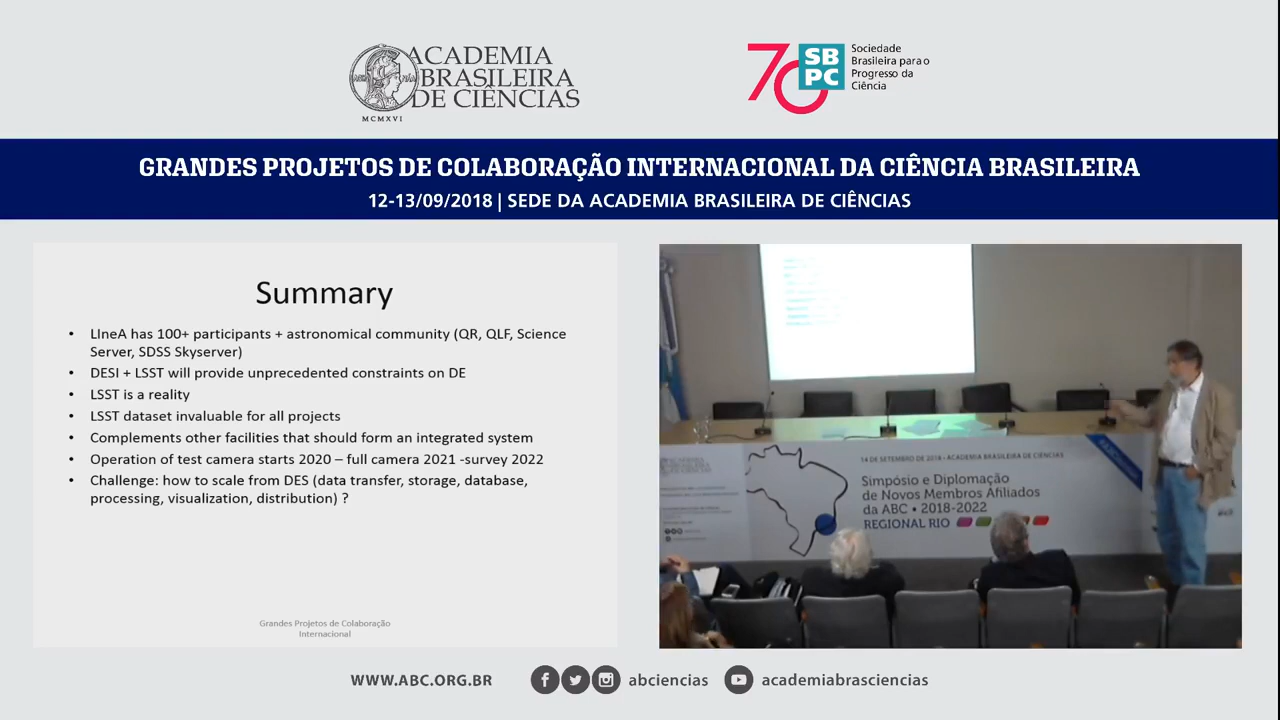 ACADEMIA
BRASILEIRA
DE CIÊNCIAS
MCMXVI
70
SB
PC
Sociedade
Brasileira para o
Progresso da
Ciência
GRANDES PROJETOS DE COLABORAÇÃO INTERNACIONAL DA CIÊNCIA BRASILEIRA
12-13/09/2018 | SEDE DA ACADEMIA BRASILEIRA DE CIÊNCIAS
Summary
• LIneA has 100+ participants + astronomical community (QR, QLF, Science
Server, SDSS Skyserver)
• DESI + LSST will provide unprecedented constraints on DE
• LSST is a reality
• LSST dataset invaluable for all projects
• Complements other facilities that should form an integrated system
• Operation of test camera starts 2020 – full camera 2021 -survey 2022
• Challenge: how to scale from DES (data transfer, storage, database,
processing, visualization, distribution) ?
Grandes Projetos de Colaboração
Internacional
14 DE SETEMBRO DE 2018 • ACADEMIA BRASILEIRA DE CIÊNCIAS
Simpósio e Diplomação
de Novos Membros Afiliados
da ABC • 2018-2022
REGIONAL RIO
WWW.ABC.ORG.BR
abciencias
academiabrasciencias